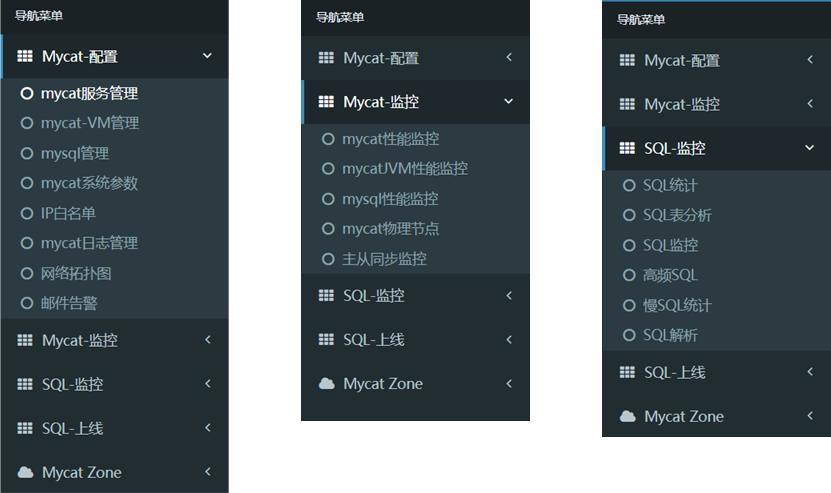 导航菜单
Mycat-配置
mycat服务管理
mycat-VM管理
mysql管理
mycat系统参数
IP白名单
mycat日志管理
网络拓扑图
邮件告警
Mycat-监控
SQL-监控
SQL-上线
Mycat Zone
导航菜单
Mycat-配置
Mycat-监控
mycat性能监控
mycatJVM性能监控
mysql性能监控
mycat物理节点
主从同步监控
SQL-监控
SQL-上线
Mycat Zone
导航菜单
Mycat-配置
Mycat-监控
SQL-监控
SQL统计
SQL表分析
SQL监控
高频SQL
慢SQL统计
SQL解析
SQL-上线
Mycat Zone